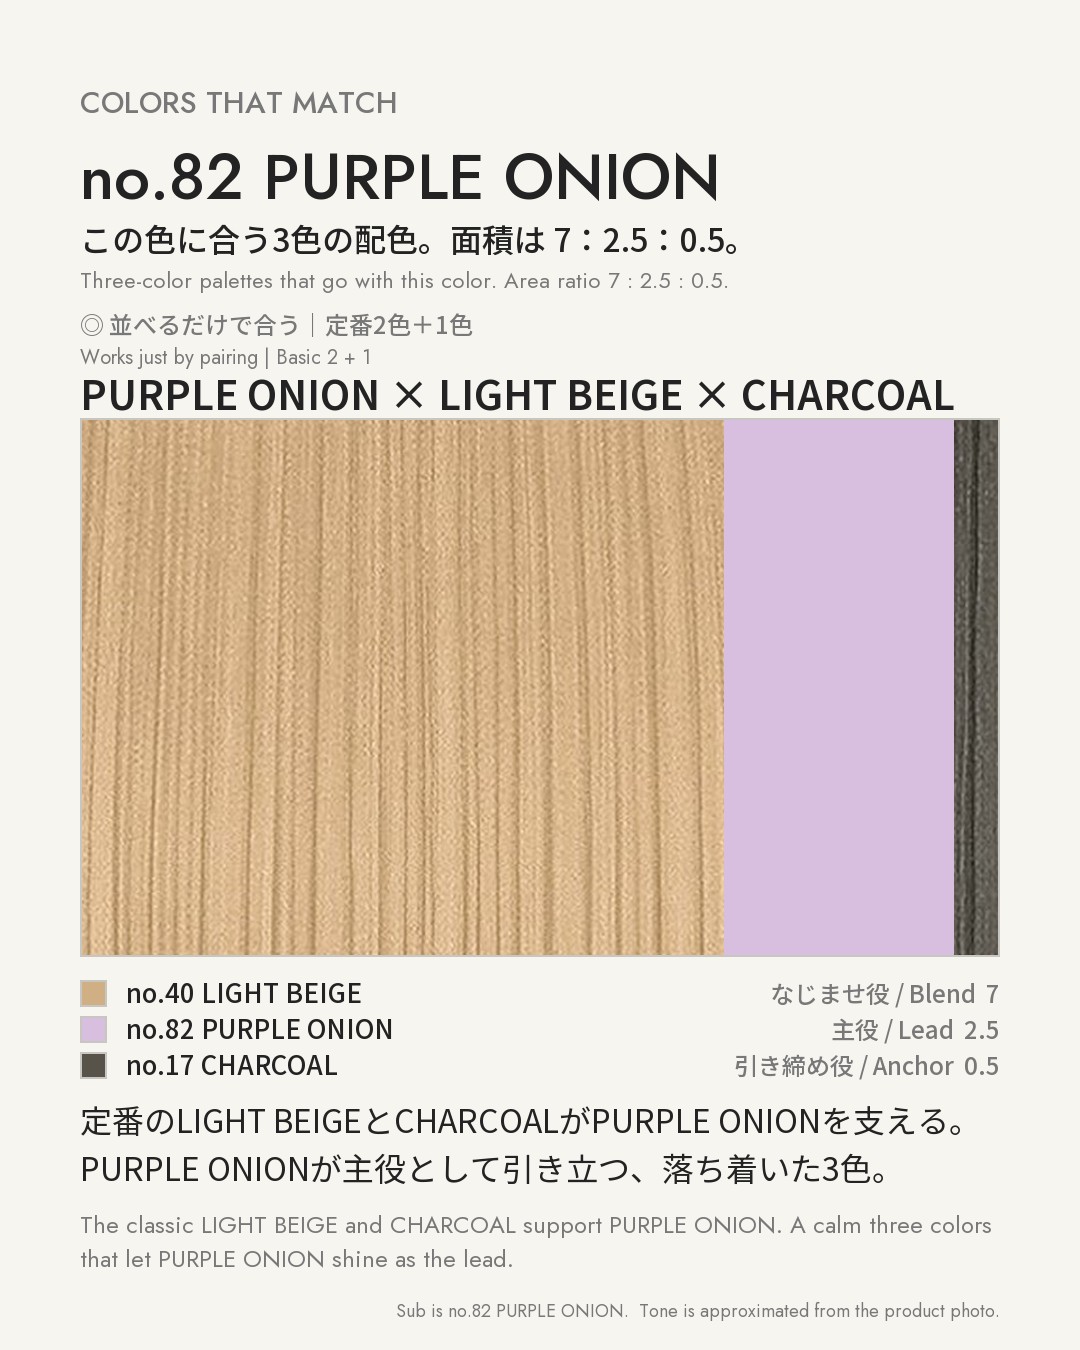 COLORS THAT MATCH
no.82 PURPLE ONION
この色に合う3色の配色。面積は 7：2.5：0.5。
Three-color palettes that go with this color. Area ratio 7 : 2.5 : 0.5.
◎ 並べるだけで合う｜定番2色＋1色
Works just by pairing | Basic 2 + 1
PURPLE ONION × LIGHT BEIGE × CHARCOAL
no.40 LIGHT BEIGE なじませ役 / Blend 7
no.82 PURPLE ONION 主役 / Lead 2.5
no.17 CHARCOAL 引き締め役 / Anchor 0.5
定番のLIGHT BEIGEとCHARCOALがPURPLE ONIONを支える。
PURPLE ONIONが主役として引き立つ、落ち着いた3色。
The classic LIGHT BEIGE and CHARCOAL support PURPLE ONION. A calm three colors
that let PURPLE ONION shine as the lead.
Sub is no.82 PURPLE ONION. Tone is approximated from the product photo.